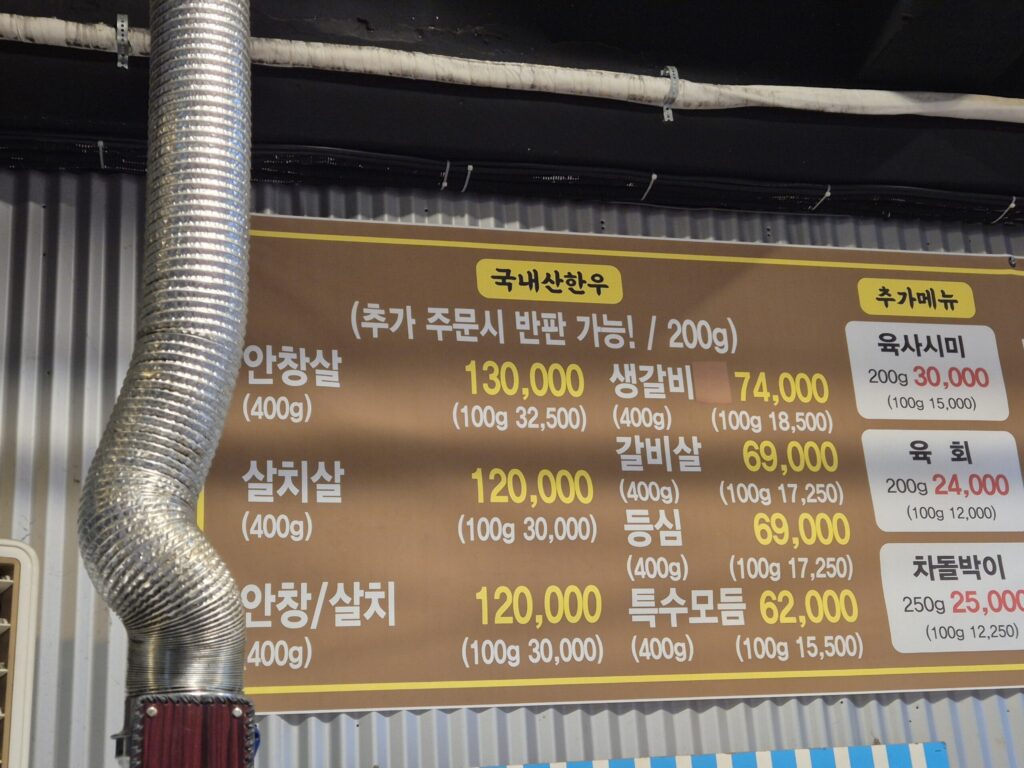 국내산한우
(추가 주문시 반판 가능! / 200g)
안창살 130,000
(400g) (100g 32,500)
살치살 120,000
(400g) (100g 30,000)
안창/살치 120,000
(400g) (100g 30,000)
생갈비 74,000
(400g) (100g 18,500)
갈비살 69,000
(400g) (100g 17,250)
등심 69,000
(400g) (100g 17,250)
특수모듬 62,000
(400g) (100g 15,500)
추가메뉴
육사시미
200g 30,000
(100g 15,000)
육 회
200g 24,000
(100g 12,000)
차돌박이
250g 25,000
(100g 12,250)